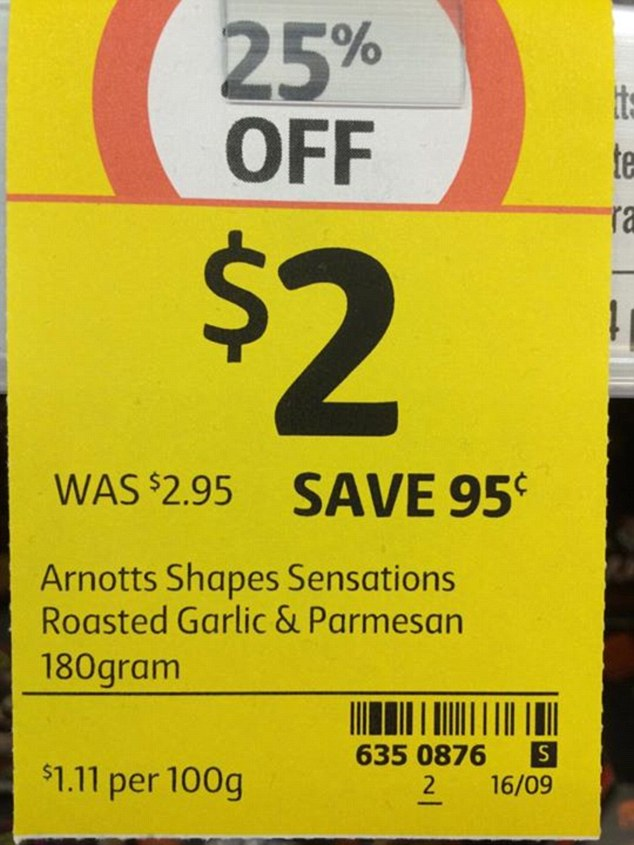 25%
OFF
$2
WAS $2.95 SAVE 95¢
Arnotts Shapes Sensations
Roasted Garlic & Parmesan
180gram
635 0876 S
$1.11 per 100g 2 16/09